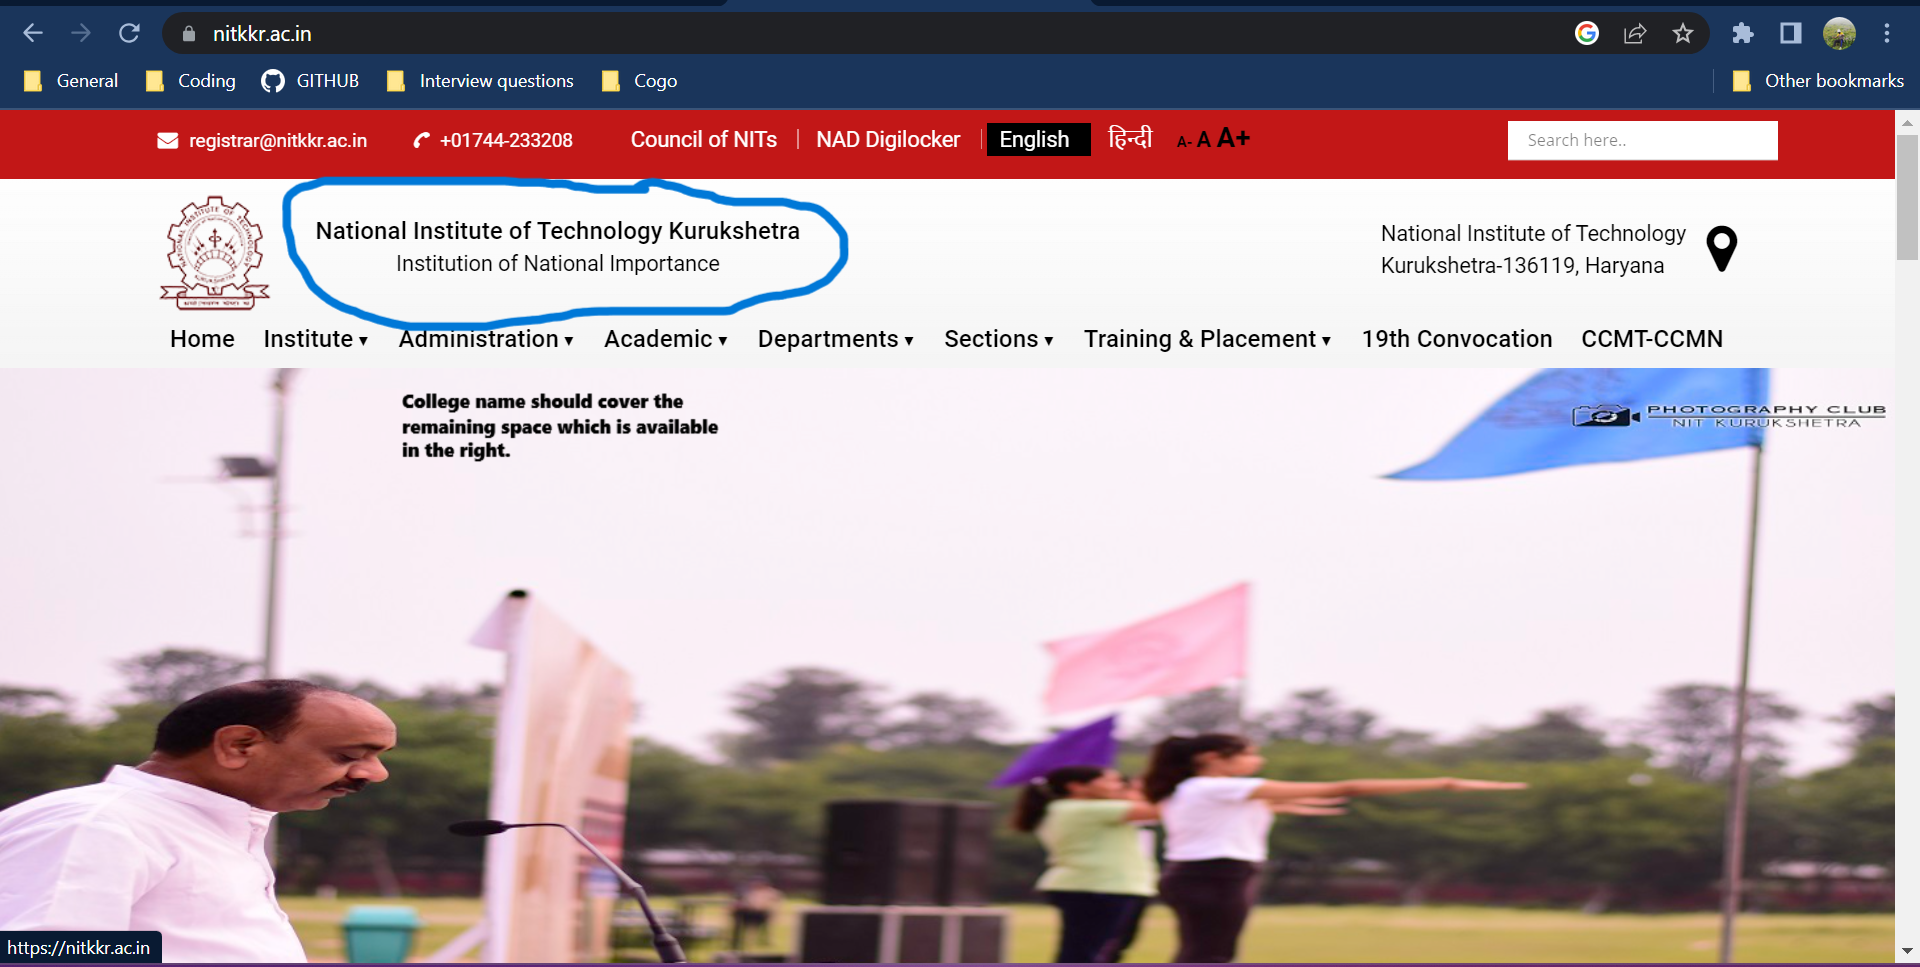 nitkkr.ac.in
General Coding GITHUB Interview questions Cogo Other bookmarks
registrar@nitkkr.ac.in +01744-233208 Council of NITs NAD Digilocker English हिन्दी A- A A+ Search here..
National Institute of Technology Kurukshetra
Institution of National Importance
National Institute of Technology
Kurukshetra-136119, Haryana
Home Institute Administration Academic Departments Sections Training & Placement 19th Convocation CCMT-CCMN
College name should cover the
remaining space which is available
in the right.
PHOTOGRAPHY CLUB
NIT KURUKSHETRA
https://nitkkr.ac.in